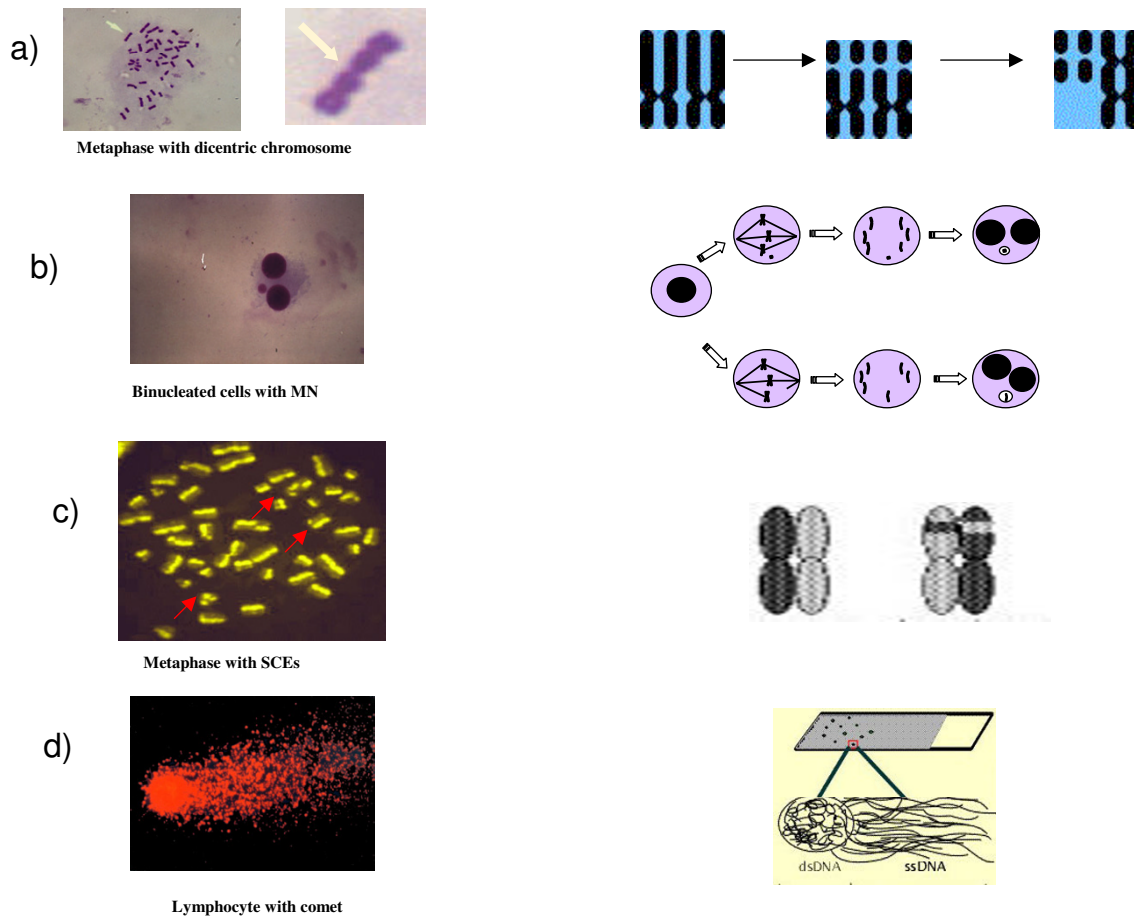 a)
Metaphase with dicentric chromosome
b)
Binucleated cells with MN
c)
Metaphase with SCEs
d)
dsDNA ssDNA
Lymphocyte with comet